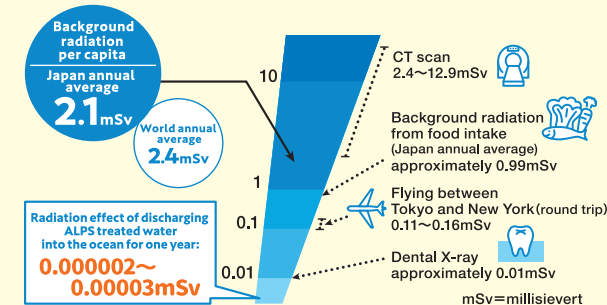 Background
radiation
per capita
Japan annual
average
2.1mSv
World annual
average
2.4mSv
Radiation effect of discharging
ALPS treated water
into the ocean for one year:
0.000002～
0.00003mSv
10
1
0.1
0.01
CT scan
2.4～12.9mSv
Background radiation
from food intake
(Japan annual average)
approximately 0.99mSv
Flying between
Tokyo and New York(round trip)
0.11～0.16mSv
Dental X-ray
approximately 0.01mSv
mSv=millisievert